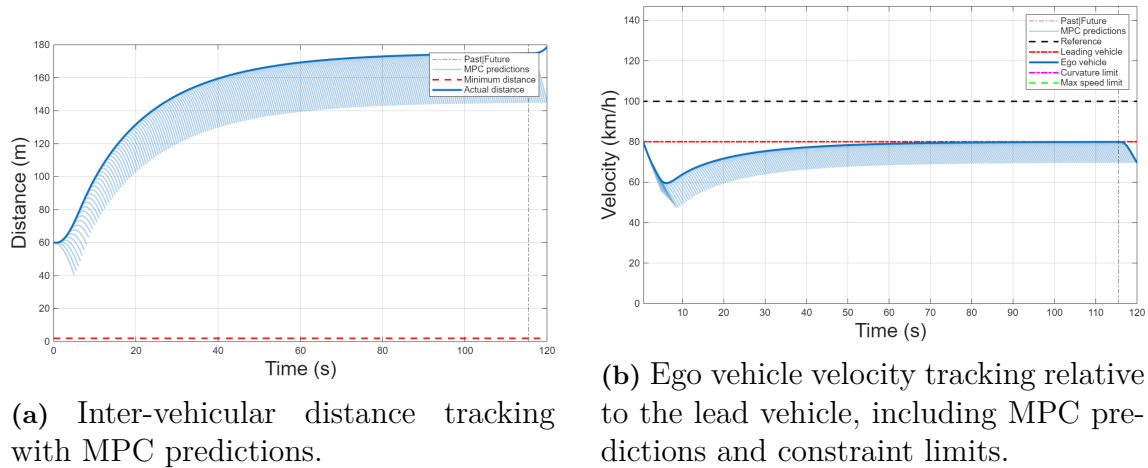 180
160
140
120
100
80
60
40
20
0
Distance (m)
0
20
40
60
80
100
120
Time (s)
Past|Future
MPC predictions
Minimum distance
Actual distance
(a) Inter-vehicular distance tracking
with MPC predictions.
140
120
100
80
60
40
20
0
Velocity (km/h)
10
20
30
40
50
60
70
80
90
100
110
120
Time (s)
Past|Future
MPC predictions
Reference
Leading vehicle
Ego vehicle
Curvature limit
Max speed limit
(b) Ego vehicle velocity tracking relative
to the lead vehicle, including MPC pre-
dictions and constraint limits.